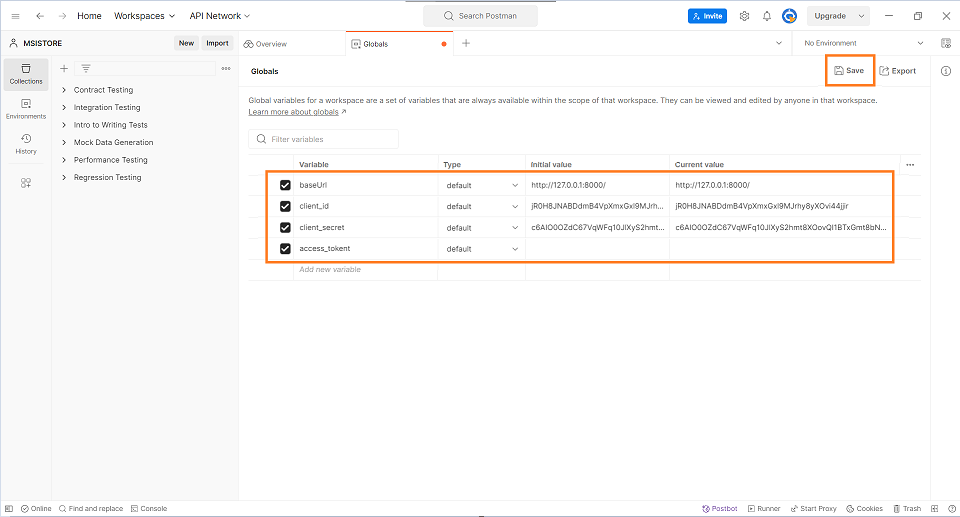 Home Workspaces API Network Search Postman Invite Upgrade
MSISTORE New Import Overview Globals No Environment
Collections
Environments
History
Contract Testing
Integration Testing
Intro to Writing Tests
Mock Data Generation
Performance Testing
Regression Testing
Globals Save Export
Global variables for a workspace are a set of variables that are always available within the scope of that workspace. They can be viewed and edited by anyone in that workspace.
Learn more about globals
Filter variables
Variable Type Initial value Current value
baseUrl default http://127.0.0.1:8000/ http://127.0.0.1:8000/
client_id default
client_secret default
access_tokent default
Add new variable
Online Find and replace Console Postbot Runner Start Proxy Cookies Trash